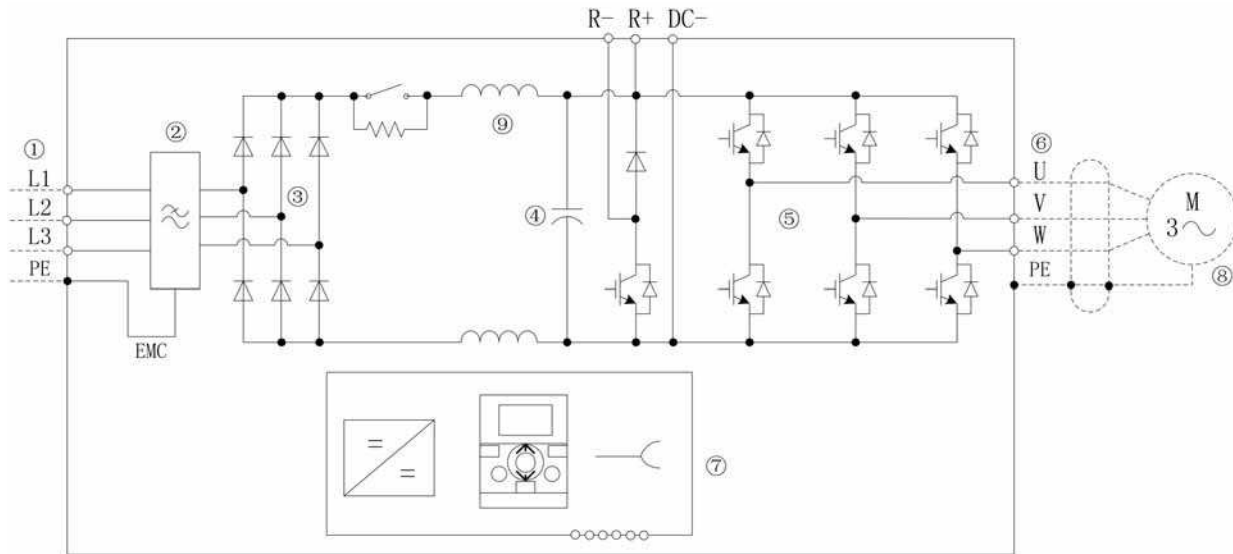 R- R+ DC-
①
②
③
④
⑤
⑥
⑦
⑧
⑨
L1
L2
L3
PE
EMC
U
V
W
PE
M
3